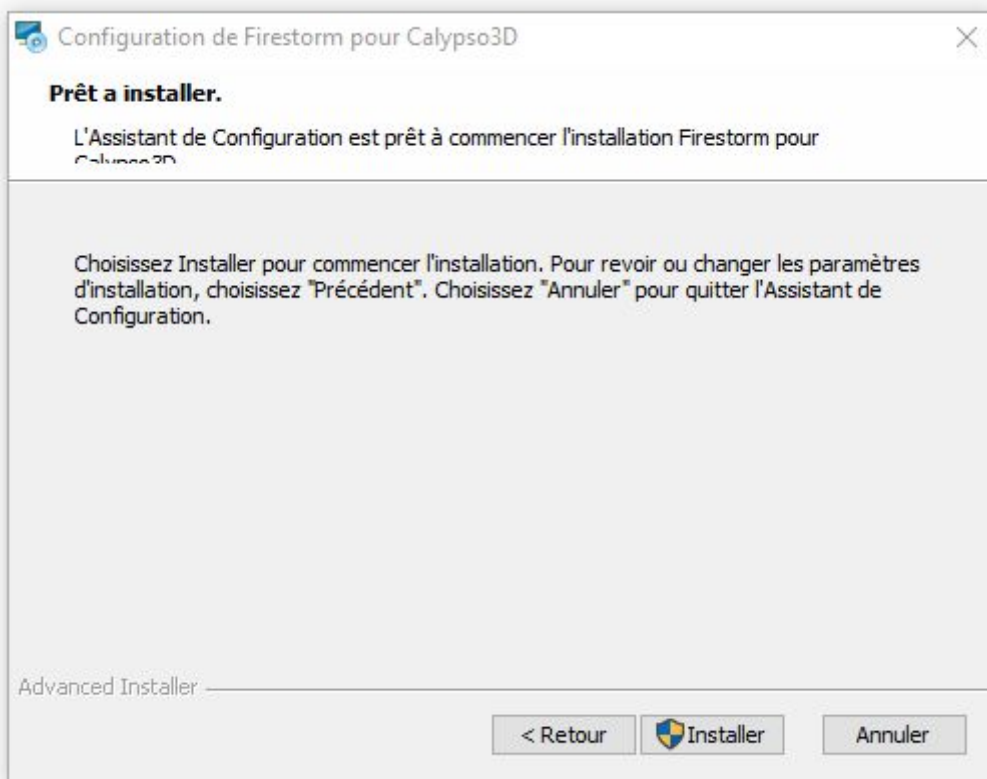 Configuration de Firestorm pour Calypso3D
Prêt a installer.
L'Assistant de Configuration est prêt à commencer l'installation Firestorm pour
Calypso3D
Choisissez Installer pour commencer l'installation. Pour revoir ou changer les paramètres
d'installation, choisissez "Précédent". Choisissez "Annuler" pour quitter l'Assistant de
Configuration.
Advanced Installer
< Retour
Installer
Annuler